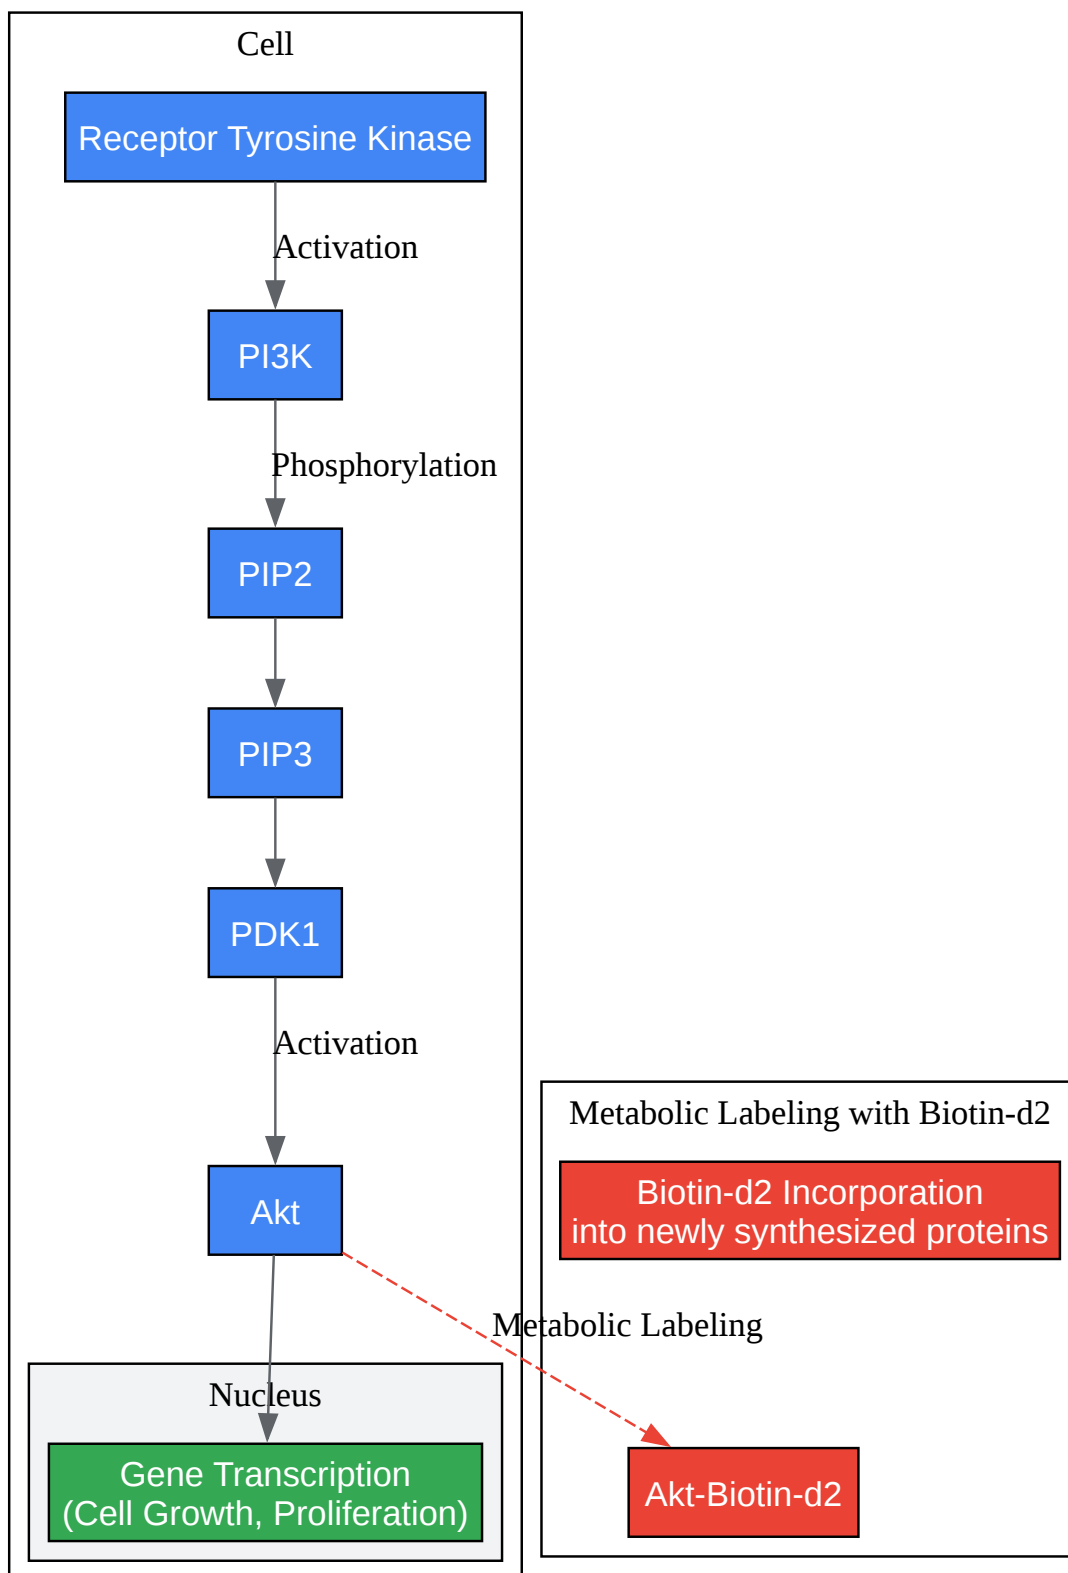 Cell
Receptor Tyrosine Kinase
Activation
PI3K
Phosphorylation
PIP2
PIP3
PDK1
Activation
Akt
Metabolic Labeling with Biotin-d2
Biotin-d2 Incorporation
into newly synthesized proteins
Metabolic Labeling
Nucleus
Gene Transcription
(Cell Growth, Proliferation)
Akt-Biotin-d2